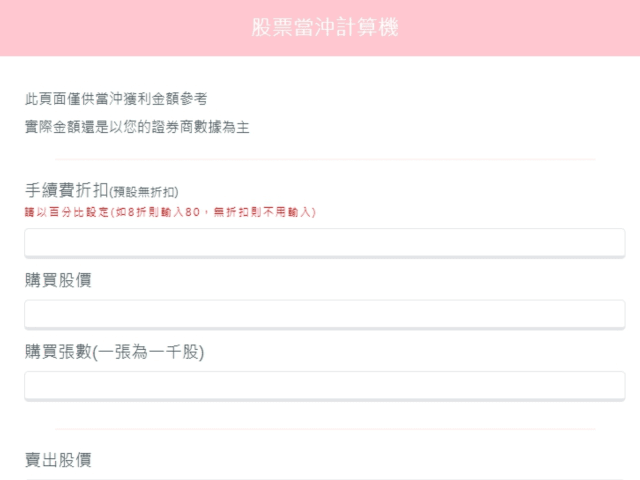 股票當沖計算機
此頁面僅供當沖獲利金額參考
實際金額還是以您的證券商數據為主
手續費折扣(預設無折扣)
請以百分比設定(如8折則輸入80，無折扣則不用輸入)
購買股價
購買張數(一張為一千股)
賣出股價